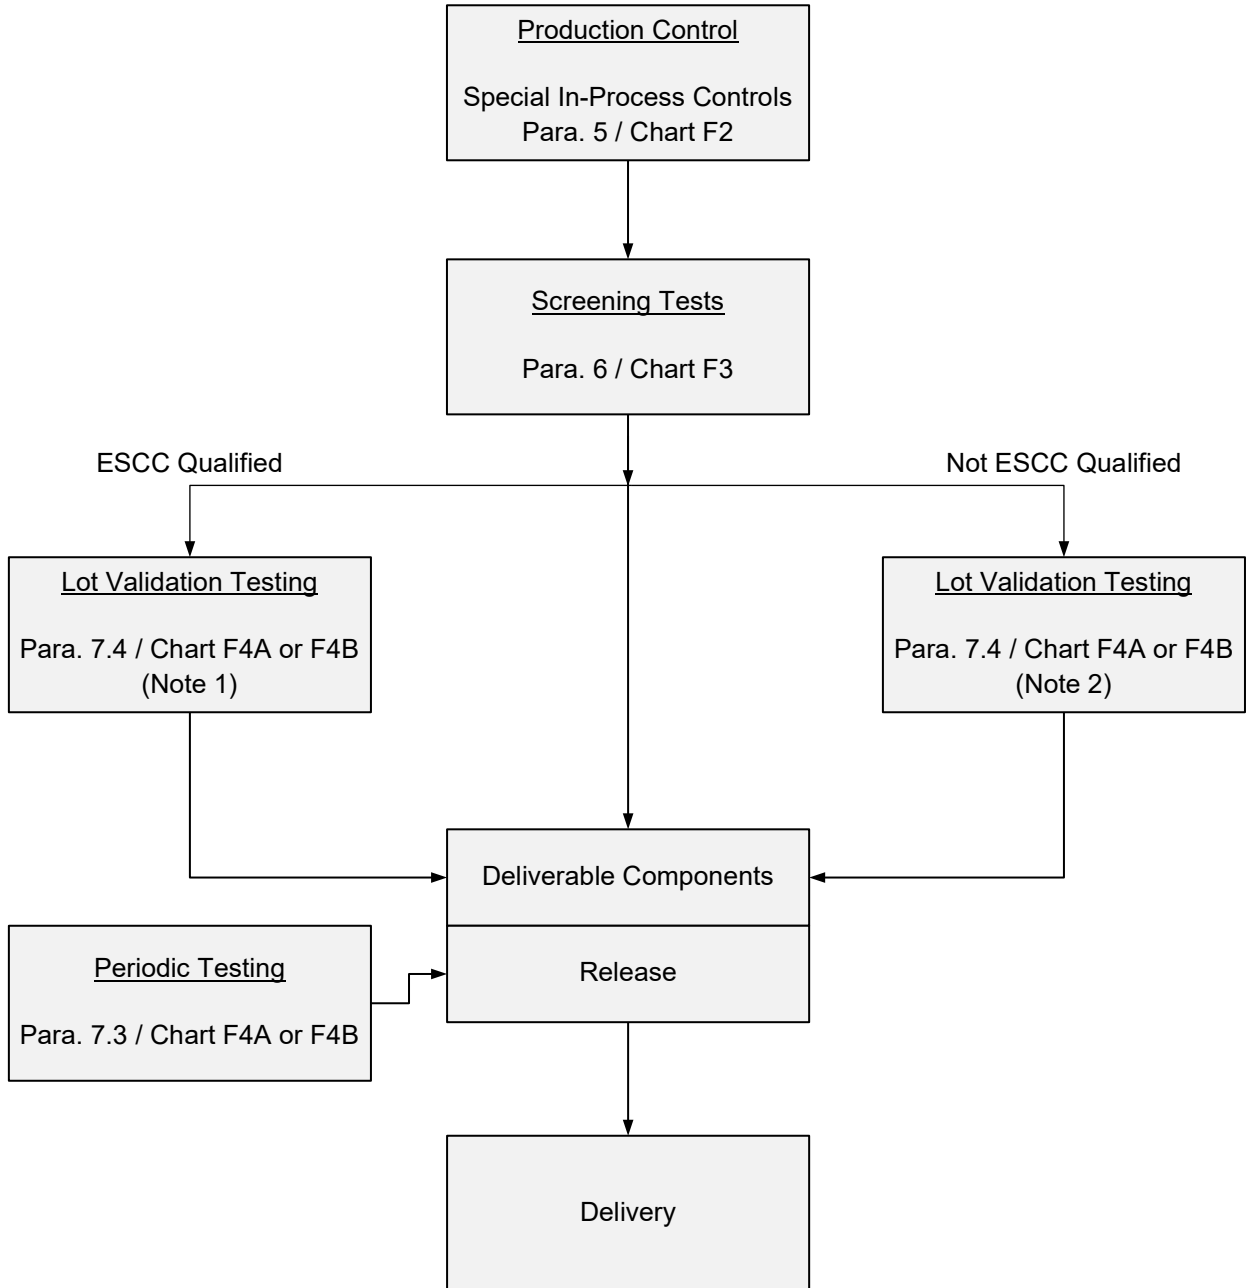 Production Control
Special In-Process Controls
Para. 5 / Chart F2
Screening Tests
Para. 6 / Chart F3
ESCC Qualified
Not ESCC Qualified
Lot Validation Testing
Para. 7.4 / Chart F4A or F4B
(Note 1)
Lot Validation Testing
Para. 7.4 / Chart F4A or F4B
(Note 2)
Deliverable Components
Periodic Testing
Para. 7.3 / Chart F4A or F4B
Release
Delivery